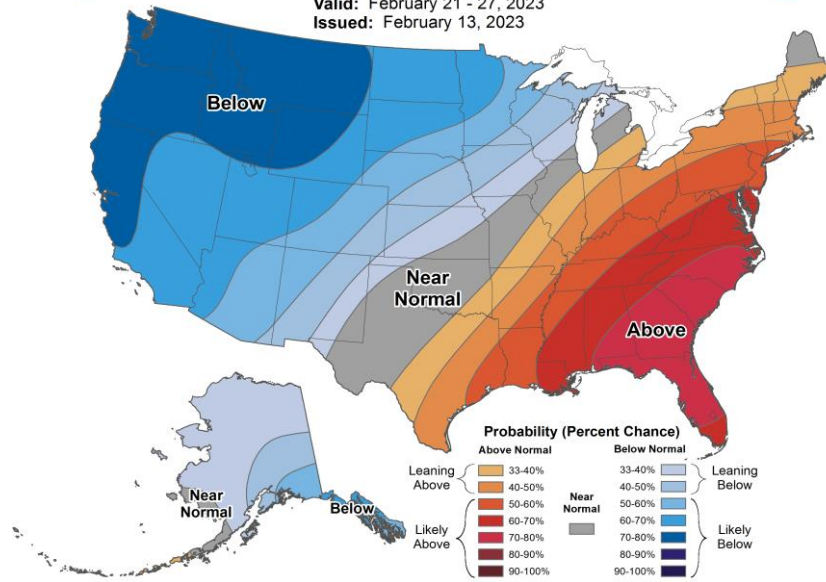 Valid: February 21 - 27, 2023
Issued: February 13, 2023
Below
Near
Normal
Above
Near
Normal
Below
Probability (Percent Chance)
Above Normal
Below Normal
Leaning
Above
33-40%
40-50%
Likely
Above
50-60%
60-70%
70-80%
80-90%
90-100%
Near
Normal
33-40%
40-50%
Leaning
Below
50-60%
60-70%
70-80%
80-90%
90-100%
Likely
Below